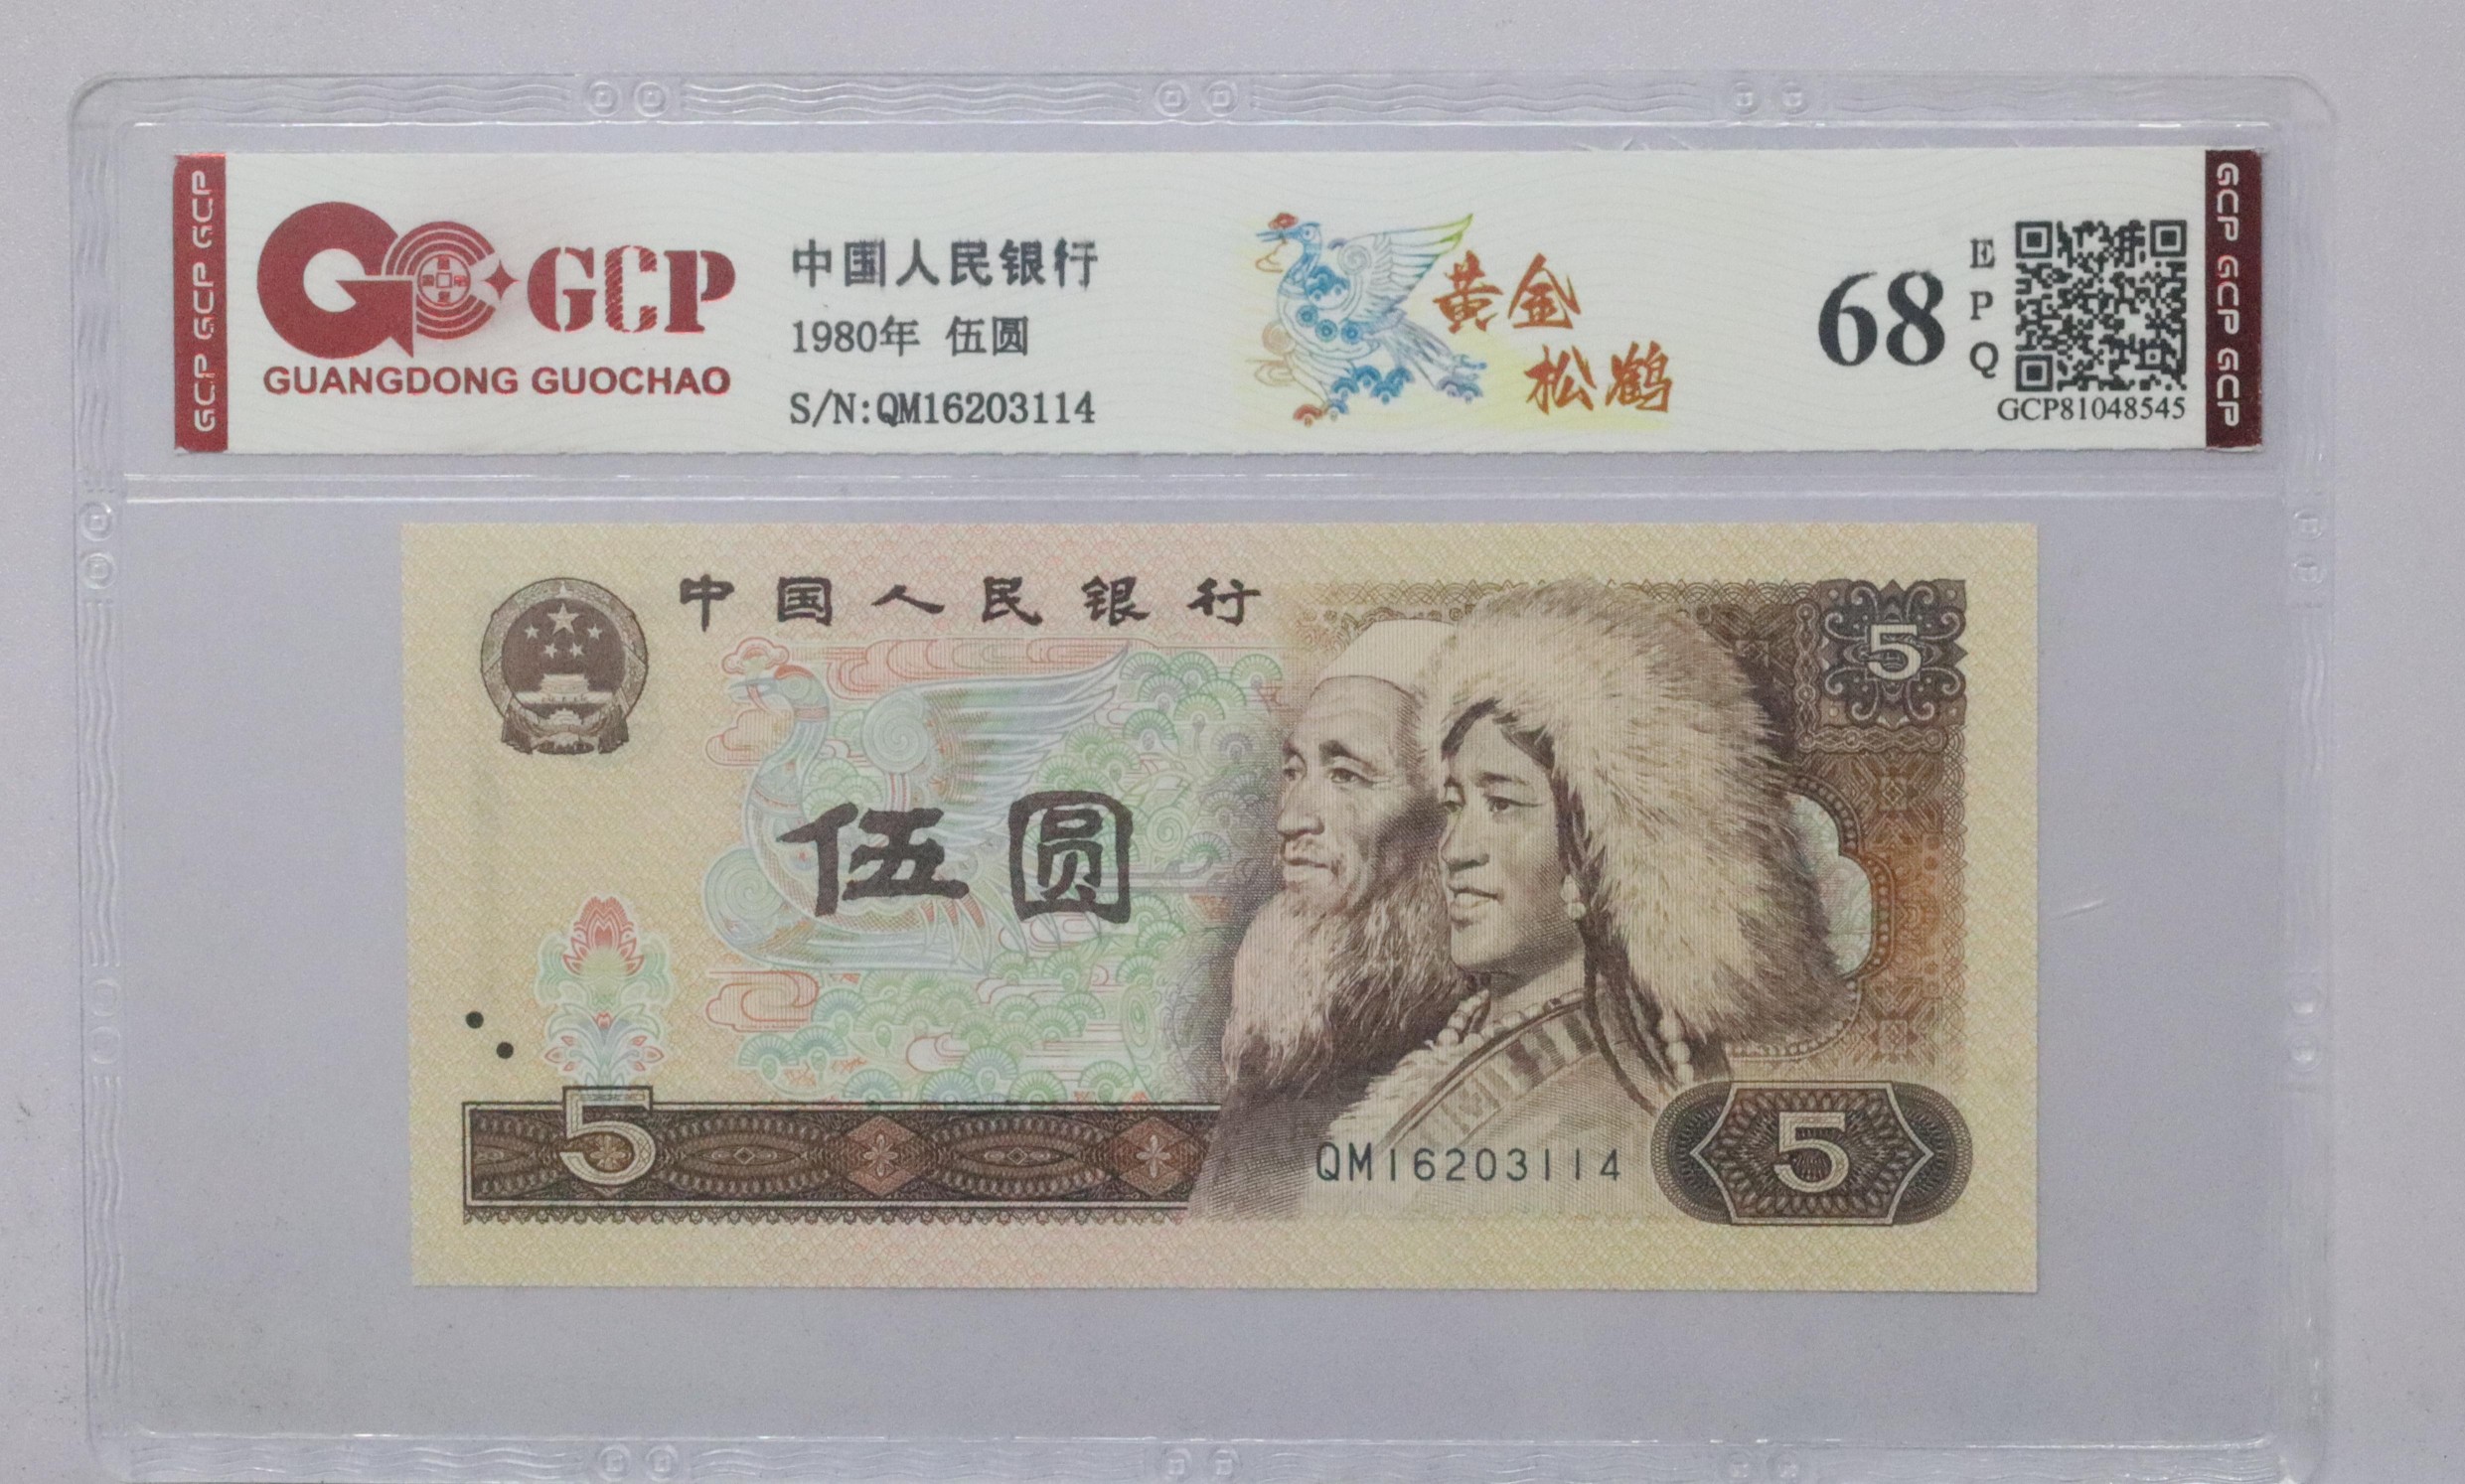 GCP GCP GCP
GCP
GUANGDONG GUOCHAO
中国人民银行
1980年 伍圆
S/N:QM16203114
黄金
松鹤
68
EPQ
GCP81048545
GCP GCP GCP
中国人民银行
5
伍圆
5
QM16203114
5